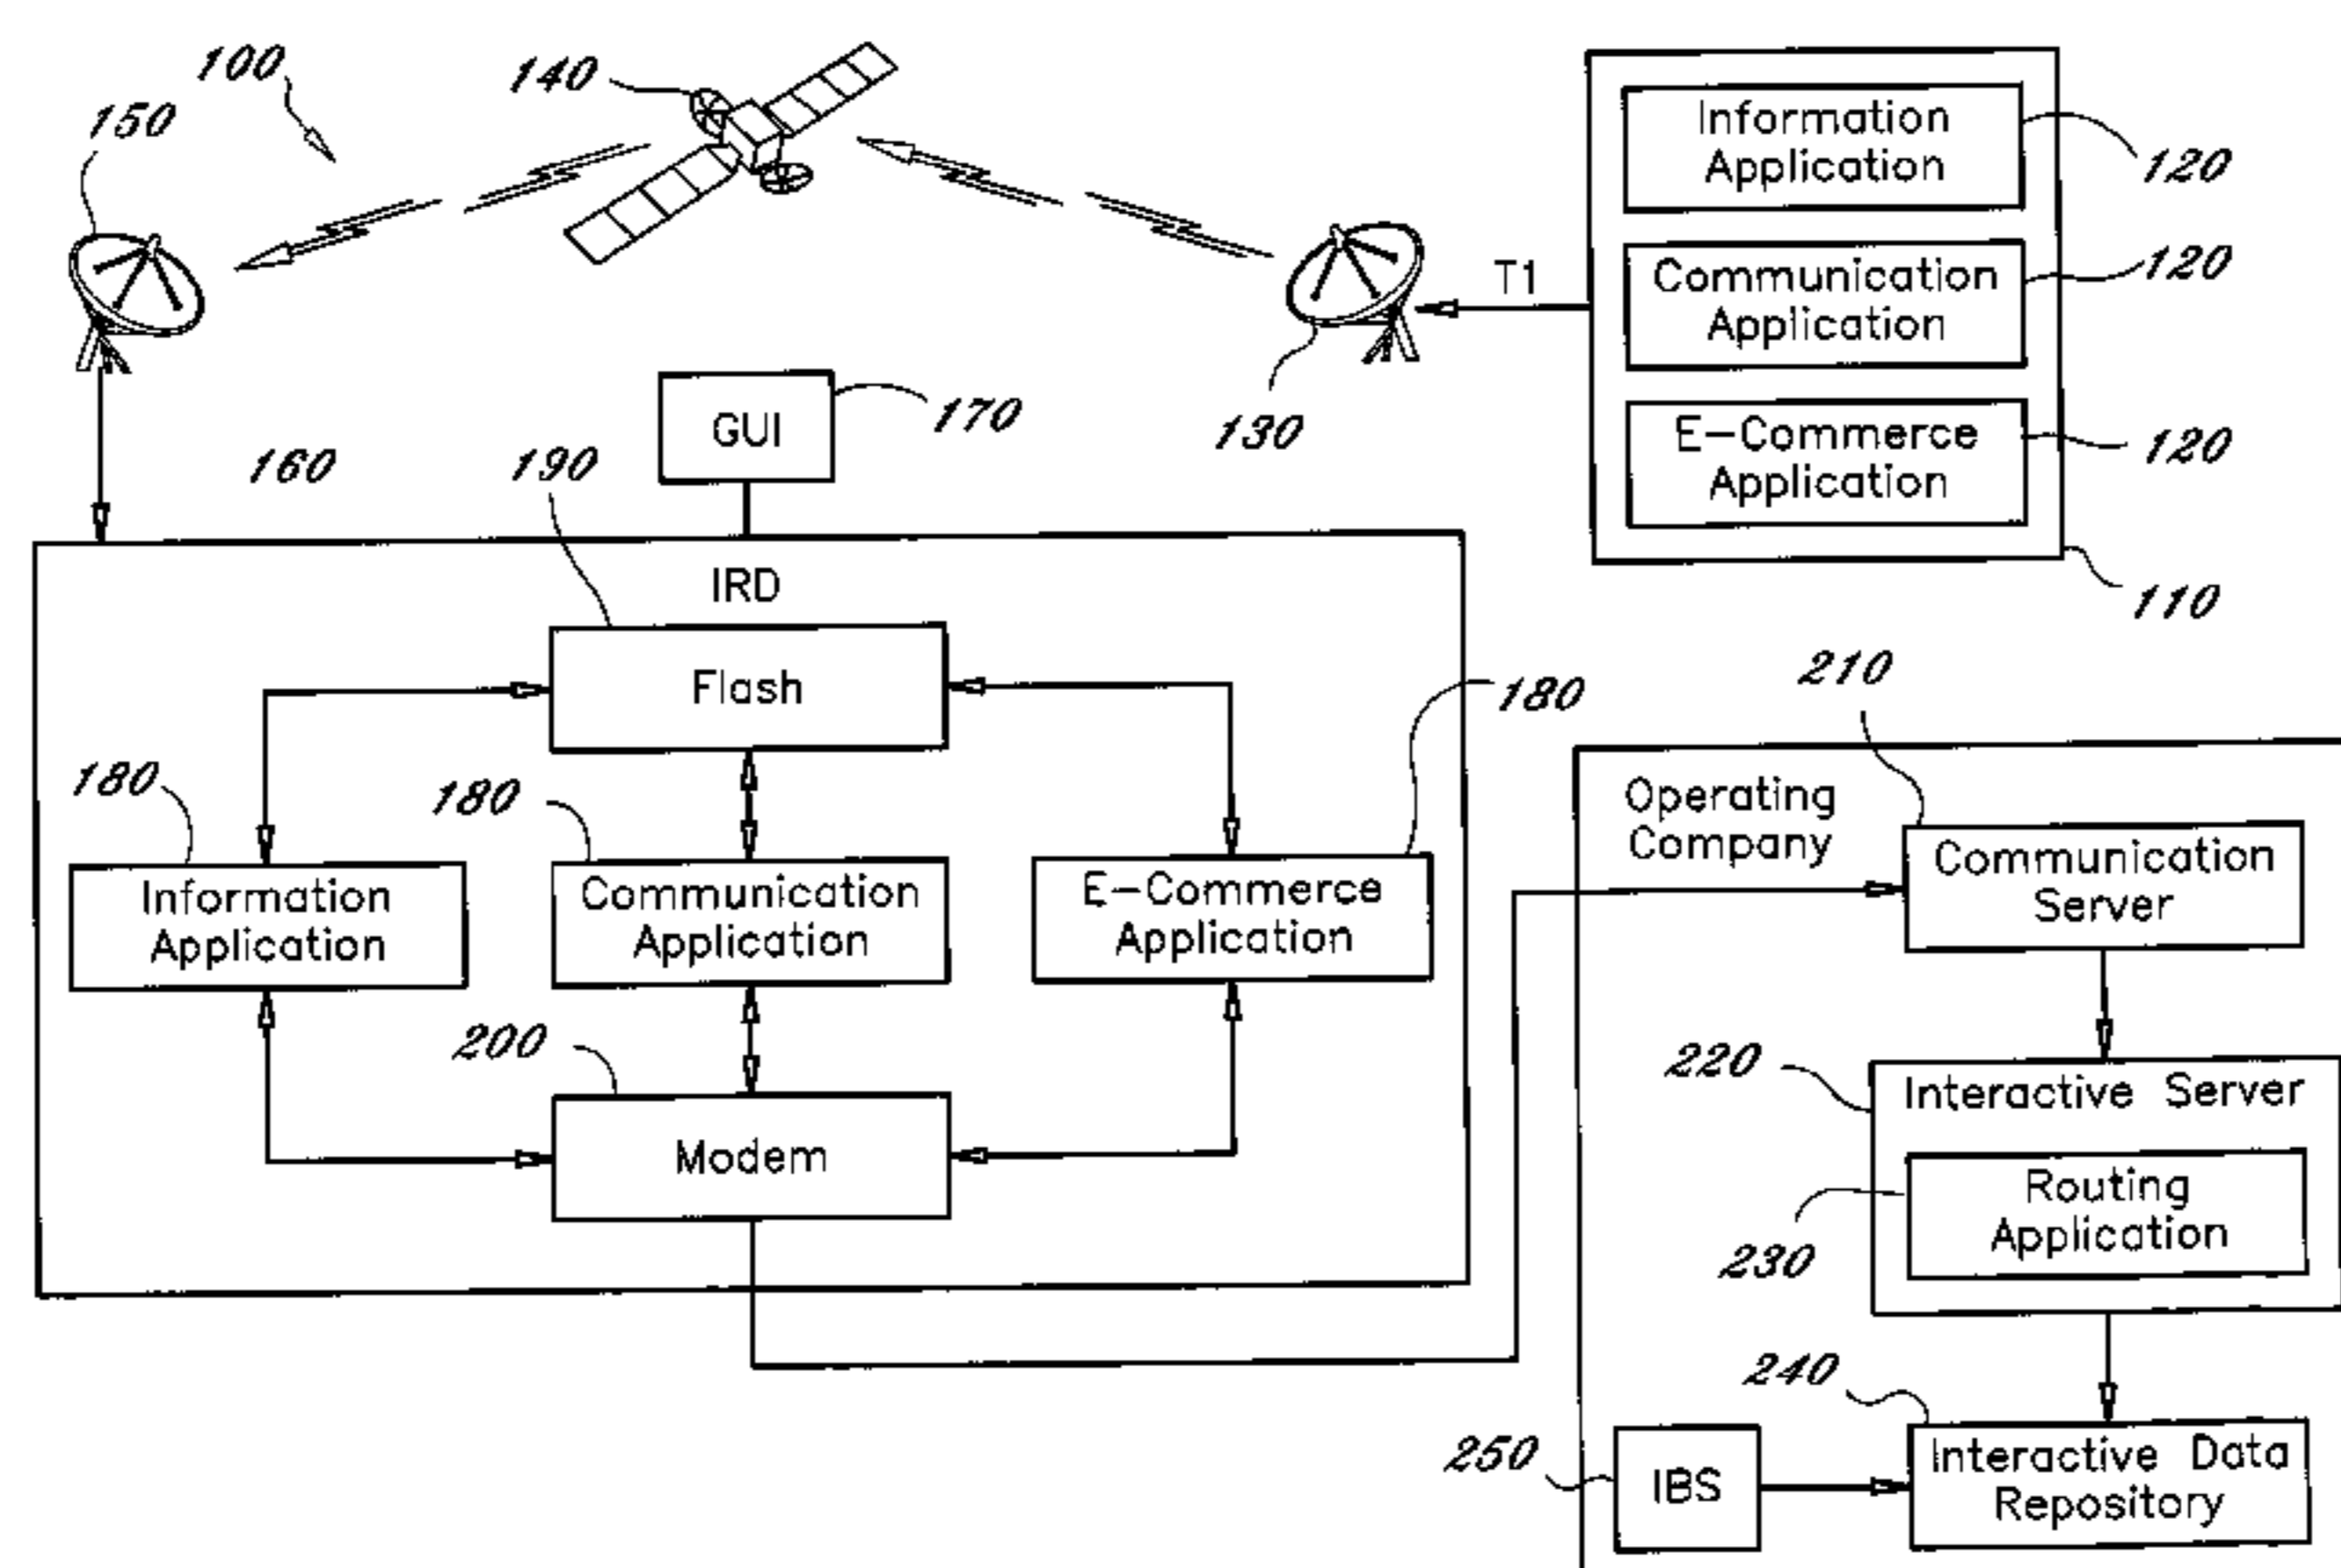 100
140
150
Information
Application
120
Communication
Application
120
E-Commerce
Application
120
T1
130
110
GUI
170
160
190
IRD
Flash
180
180
180
Information
Application
Communication
Application
E-Commerce
Application
200
Modem
210
Operating
Company
Communication
Server
220
Interactive Server
Routing
Application
230
240
250
IBS
Interactive Data
Repository